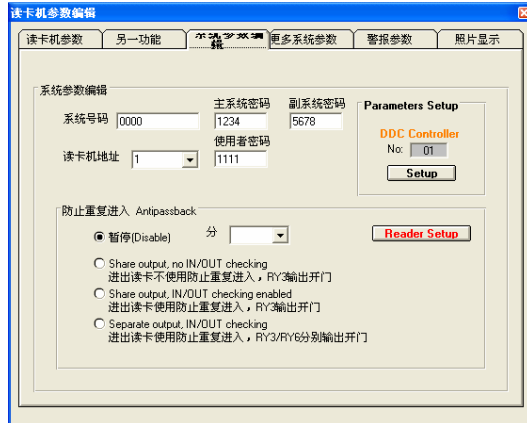 读卡机参数编辑
读卡机参数 另一功能 系统参数编辑 更多系统参数 警报参数 照片显示
系统参数编辑
主系统密码 副系统密码 Parameters Setup
系统号码 0000 1234 5678
DDC Controller
使用者密码
No: 01
读卡机地址 1 1111
Setup
防止重复进入 Antipassback
暂停(Disable) 分 Reader Setup
Share output, no IN/OUT checking
进出读卡不使用防止重复进入，RY3输出开门
Share output, IN/OUT checking enabled
进出读卡使用防止重复进入，RY3输出开门
Separate output, IN/OUT checking
进出读卡使用防止重复进入，RY3/RY6分别输出开门